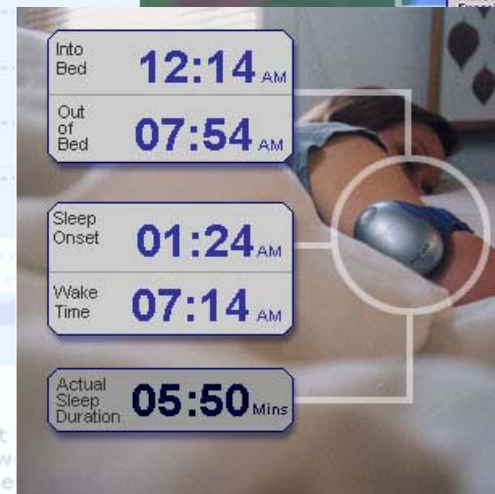 Into
Bed
12:14 AM
Out
of
Bed
07:54 AM
Sleep
Onset
01:24 AM
Wake
Time
07:14 AM
Actual
Sleep
Duration
05:50 Mins